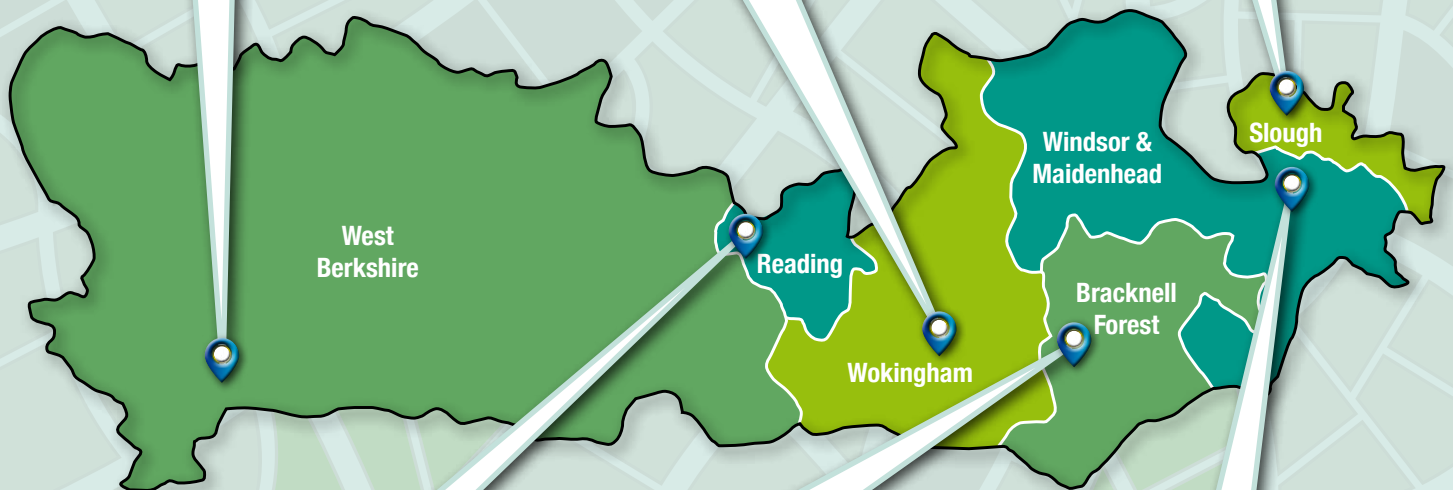 West
Berkshire
Reading
Wokingham
Windsor &
Maidenhead
Bracknell
Forest
Slough